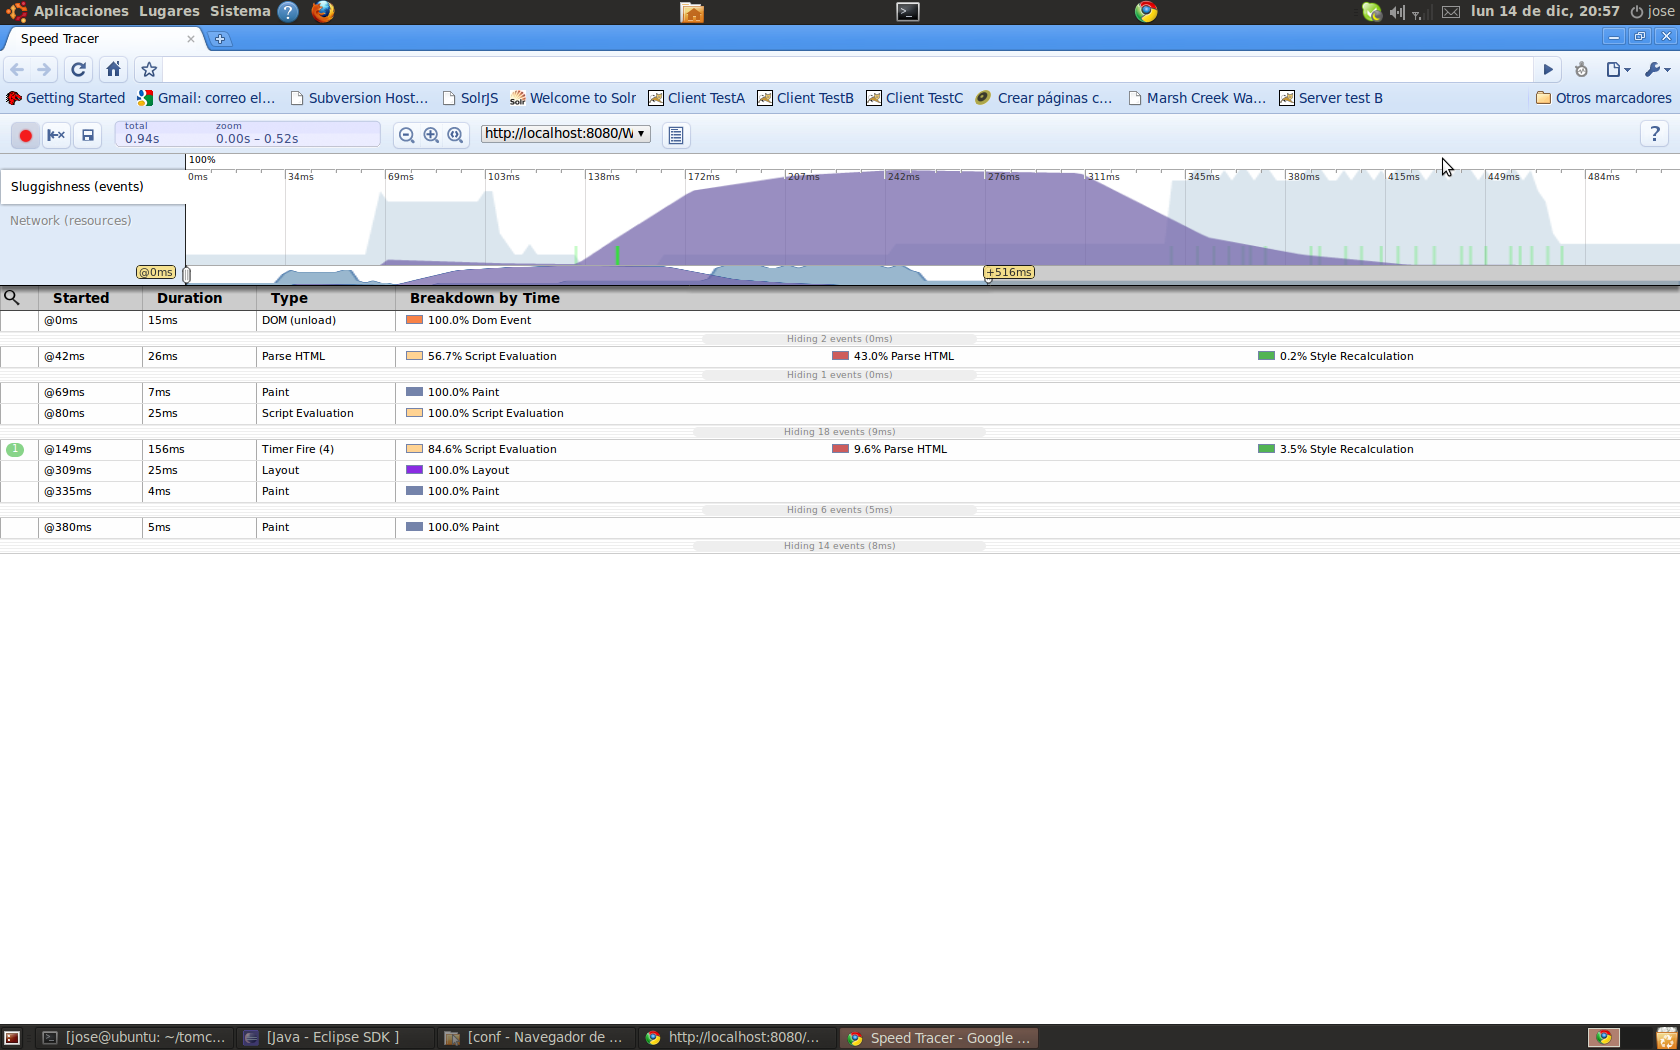 Aplicaciones Lugares Sistema lun 14 de dic, 20:57 jose
Speed Tracer
Getting Started Gmail: correo el... Subversion Host... SolrJS Welcome to Solr Client TestA Client TestB Client TestC Crear páginas c... Marsh Creek Wa... Server test B Otros marcadores
total zoom
0.94s 0.00s – 0.52s http://localhost:8080/W ?
100%
0ms 34ms 69ms 103ms 138ms 172ms 207ms 242ms 276ms 311ms 345ms 380ms 415ms 449ms 484ms
Sluggishness (events)
Network (resources)
@0ms +516ms
Started Duration Type Breakdown by Time
@0ms 15ms DOM (unload) 100.0% Dom Event
Hiding 2 events (0ms)
@42ms 26ms Parse HTML 56.7% Script Evaluation 43.0% Parse HTML 0.2% Style Recalculation
Hiding 1 events (0ms)
@69ms 7ms Paint 100.0% Paint
@80ms 25ms Script Evaluation 100.0% Script Evaluation
Hiding 18 events (9ms)
1 @149ms 156ms Timer Fire (4) 84.6% Script Evaluation 9.6% Parse HTML 3.5% Style Recalculation
@309ms 25ms Layout 100.0% Layout
@335ms 4ms Paint 100.0% Paint
Hiding 6 events (5ms)
@380ms 5ms Paint 100.0% Paint
Hiding 14 events (8ms)
[jose@ubuntu: ~/tomc... [Java - Eclipse SDK ] [conf - Navegador de ... http://localhost:8080/... Speed Tracer - Google ...